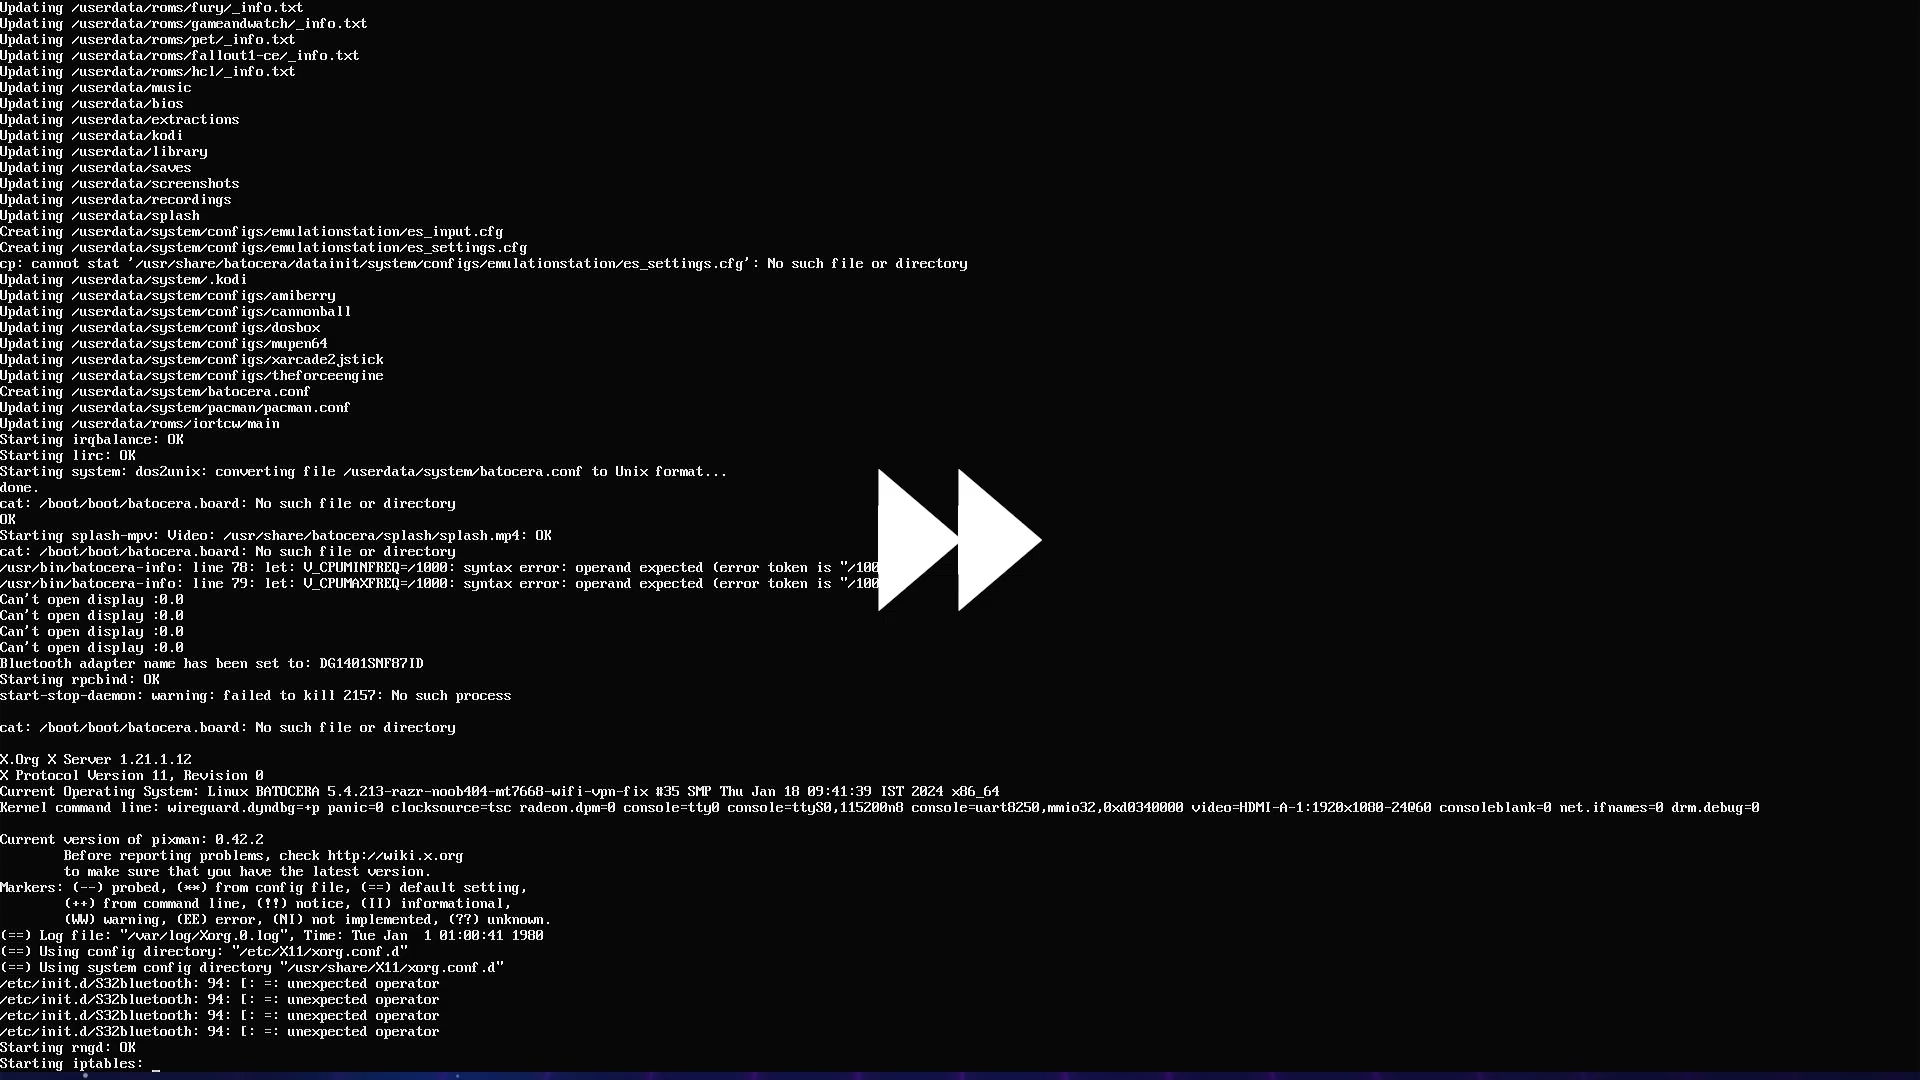 Updating /userdata/roms/fury/_info.txt
Updating /userdata/roms/gameandwatch/_info.txt
Updating /userdata/roms/pet/_info.txt
Updating /userdata/roms/fallout1-ce/_info.txt
Updating /userdata/roms/hcl/_info.txt
Updating /userdata/music
Updating /userdata/bios
Updating /userdata/extractions
Updating /userdata/kodi
Updating /userdata/library
Updating /userdata/saves
Updating /userdata/screenshots
Updating /userdata/recordings
Updating /userdata/splash
Creating /userdata/system/configs/emulationstation/es_input.cfg
Creating /userdata/system/configs/emulationstation/es_settings.cfg
cp: cannot stat '/usr/share/batocera/datainit/system/configs/emulationstation/es_settings.cfg': No such file or directory
Updating /userdata/system/.kodi
Updating /userdata/system/configs/amiberry
Updating /userdata/system/configs/cannonball
Updating /userdata/system/configs/dosbox
Updating /userdata/system/configs/mupen64
Updating /userdata/system/configs/xarcade2jstick
Updating /userdata/system/configs/theforceengine
Creating /userdata/system/batocera.conf
Updating /userdata/system/pacman/pacman.conf
Updating /userdata/roms/iortcw/main
Starting irqbalance: OK
Starting lirc: OK
Starting system: dos2unix: converting file /userdata/system/batocera.conf to Unix format...
done.
cat: /boot/boot/batocera.board: No such file or directory
OK
Starting splash-mpv: Video: /usr/share/batocera/splash/splash.mp4: OK
cat: /boot/boot/batocera.board: No such file or directory
/usr/bin/batocera-info: line 78: let: V_CPUMINFREQ=/1000: syntax error: operand expected (error token is "/100
/usr/bin/batocera-info: line 79: let: V_CPUMAXFREQ=/1000: syntax error: operand expected (error token is "/100
Can't open display :0.0
Can't open display :0.0
Can't open display :0.0
Can't open display :0.0
Bluetooth adapter name has been set to: DG1401SNF87ID
Starting rpcbind: OK
start-stop-daemon: warning: failed to kill 2157: No such process
cat: /boot/boot/batocera.board: No such file or directory
X.Org X Server 1.21.1.12
X Protocol Version 11, Revision 0
Current Operating System: Linux BATOCERA 5.4.213-razr-noob404-mt7668-wifi-vpn-fix #35 SMP Thu Jan 18 09:41:39 IST 2024 x86_64
Kernel command line: wireguard.dyndbg=+p panic=0 clocksource=tsc radeon.dpm=0 console=tty0 console=ttyS0,115200n8 console=uart8250,mmio32,0xd0340000 video=HDMI-A-1:1920x1080-24@60 consoleblank=0 net.ifnames=0 drm.debug=0
Current version of pixman: 0.42.2
Before reporting problems, check http://wiki.x.org
to make sure that you have the latest version.
Markers: (--) probed, (**) from config file, (==) default setting,
(++) from command line, (!!) notice, (II) informational,
(WW) warning, (EE) error, (NI) not implemented, (??) unknown.
(==) Log file: "/var/log/Xorg.0.log", Time: Tue Jan  1 01:00:41 1980
(==) Using config directory: "/etc/X11/xorg.conf.d"
(==) Using system config directory "/usr/share/X11/xorg.conf.d"
/etc/init.d/S32bluetooth: 94: [: =: unexpected operator
/etc/init.d/S32bluetooth: 94: [: =: unexpected operator
/etc/init.d/S32bluetooth: 94: [: =: unexpected operator
/etc/init.d/S32bluetooth: 94: [: =: unexpected operator
Starting rngd: OK
Starting iptables: _